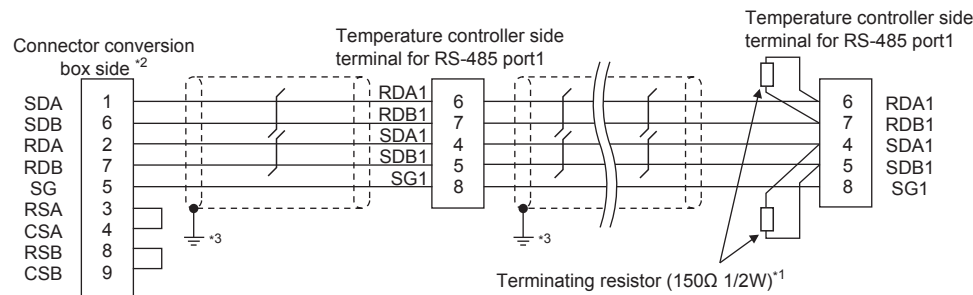 Connector conversion
box side *2
Temperature controller side
terminal for RS-485 port1
Temperature controller side
terminal for RS-485 port1
SDA 1 RDA1 6 6 RDA1
SDB 6 RDB1 7 7 RDB1
RDA 2 SDA1 4 4 SDA1
RDB 7 SDB1 5 5 SDB1
SG 5 SG1 8 8 SG1
RSA 3
CSA 4
RSB 8
CSB 9
*3
*3
Terminating resistor (150Ω 1/2W)*1